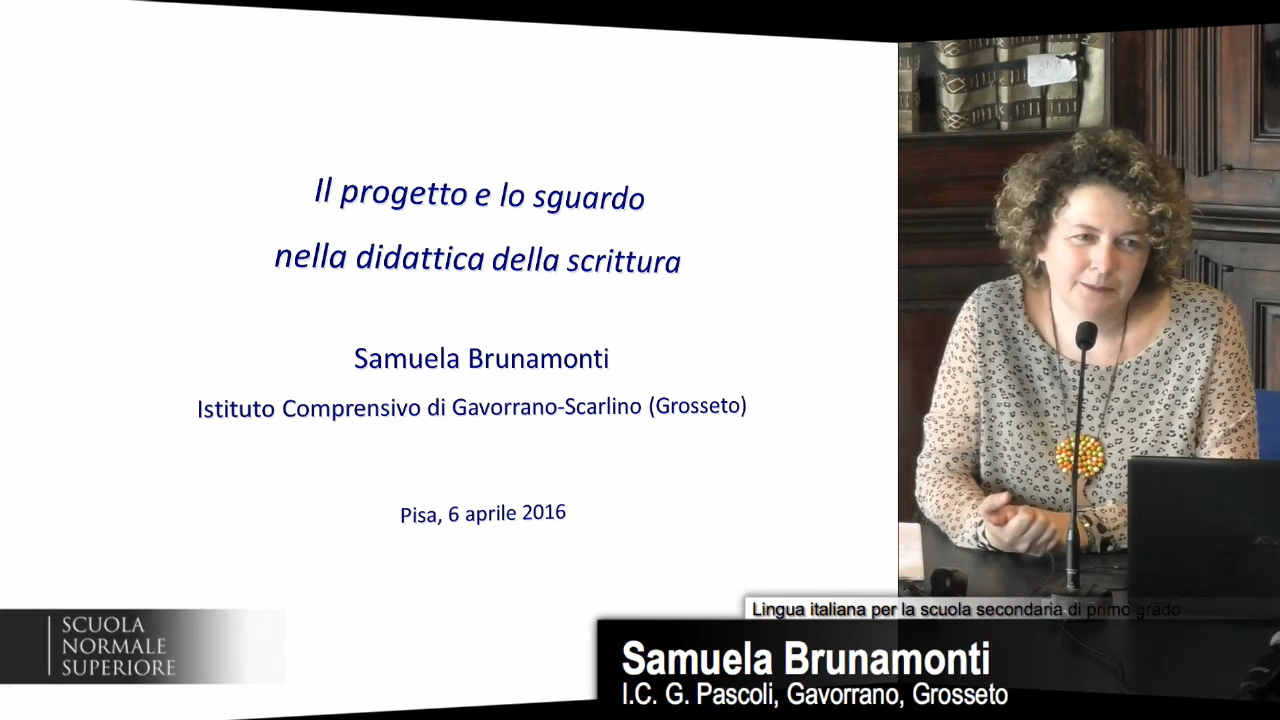 Il progetto e lo sguardo
nella didattica della scrittura
Samuela Brunamonti
Istituto Comprensivo di Gavorrano-Scarlino (Grosseto)
Pisa, 6 aprile 2016
SCUOLA
NORMALE
SUPERIORE
Lingua italiana per la scuola secondaria di primo grado
Samuela Brunamonti
I.C. G. Pascoli, Gavorrano, Grosseto